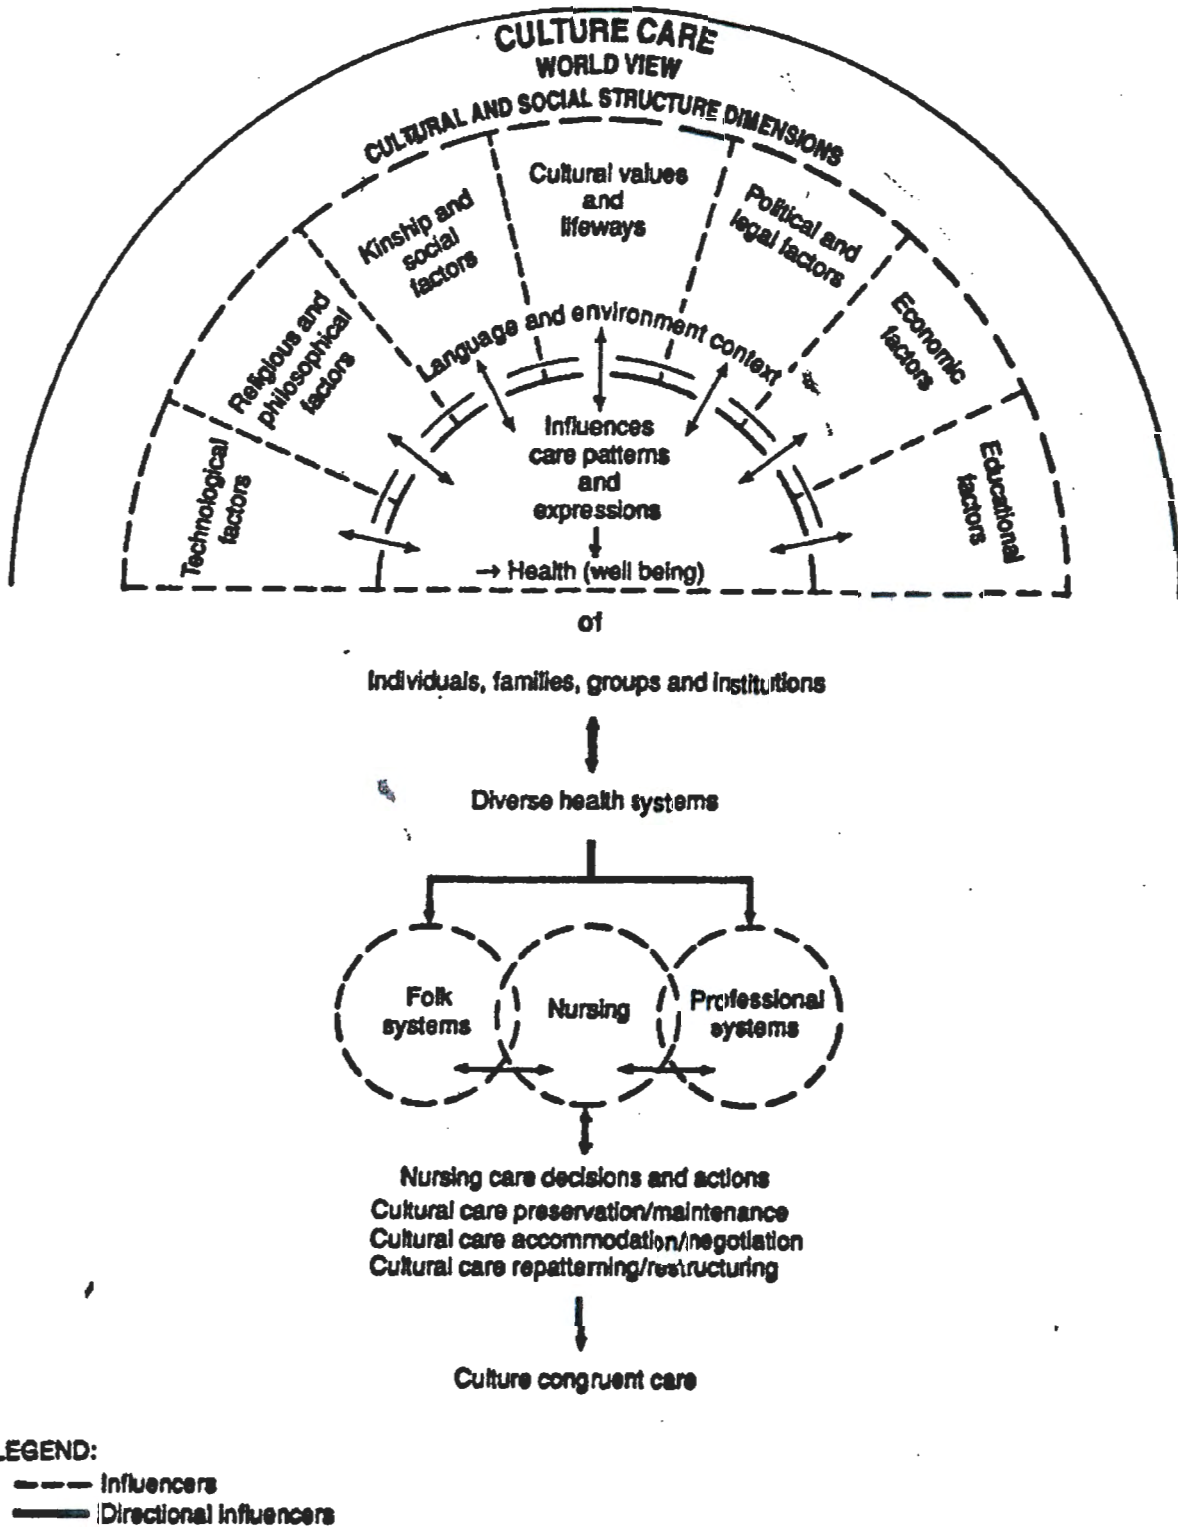 CULTURE CARE
WORLD VIEW
CULTURAL AND SOCIAL STRUCTURE DIMENSIONS
Cultural values
and
lifeways
Kinship and
social
factors
Political and
legal factors
Religious and
philosophical
factors
Economic
factors
Technological
factors
Educational
factors
Language and environment context
Influences
care patterns
and
expressions
→ Health (well being)
of
Individuals, families, groups and institutions
Diverse health systems
Folk
systems
Nursing
Professional
systems
Nursing care decisions and actions
Cultural care preservation/maintenance
Cultural care accommodation/negotiation
Cultural care repatterning/restructuring
Culture congruent care
LEGEND:
Influencers
Directional influencers